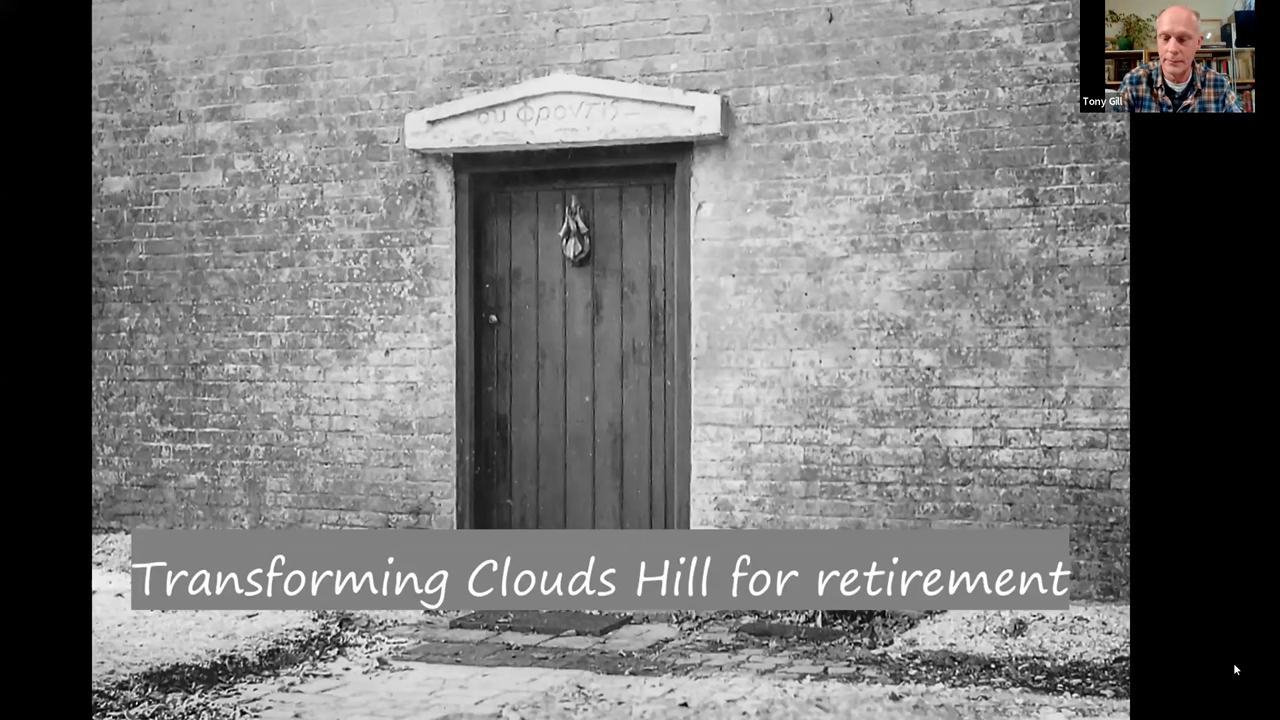 ου φροντις
Tony Gill
Transforming Clouds Hill for retirement